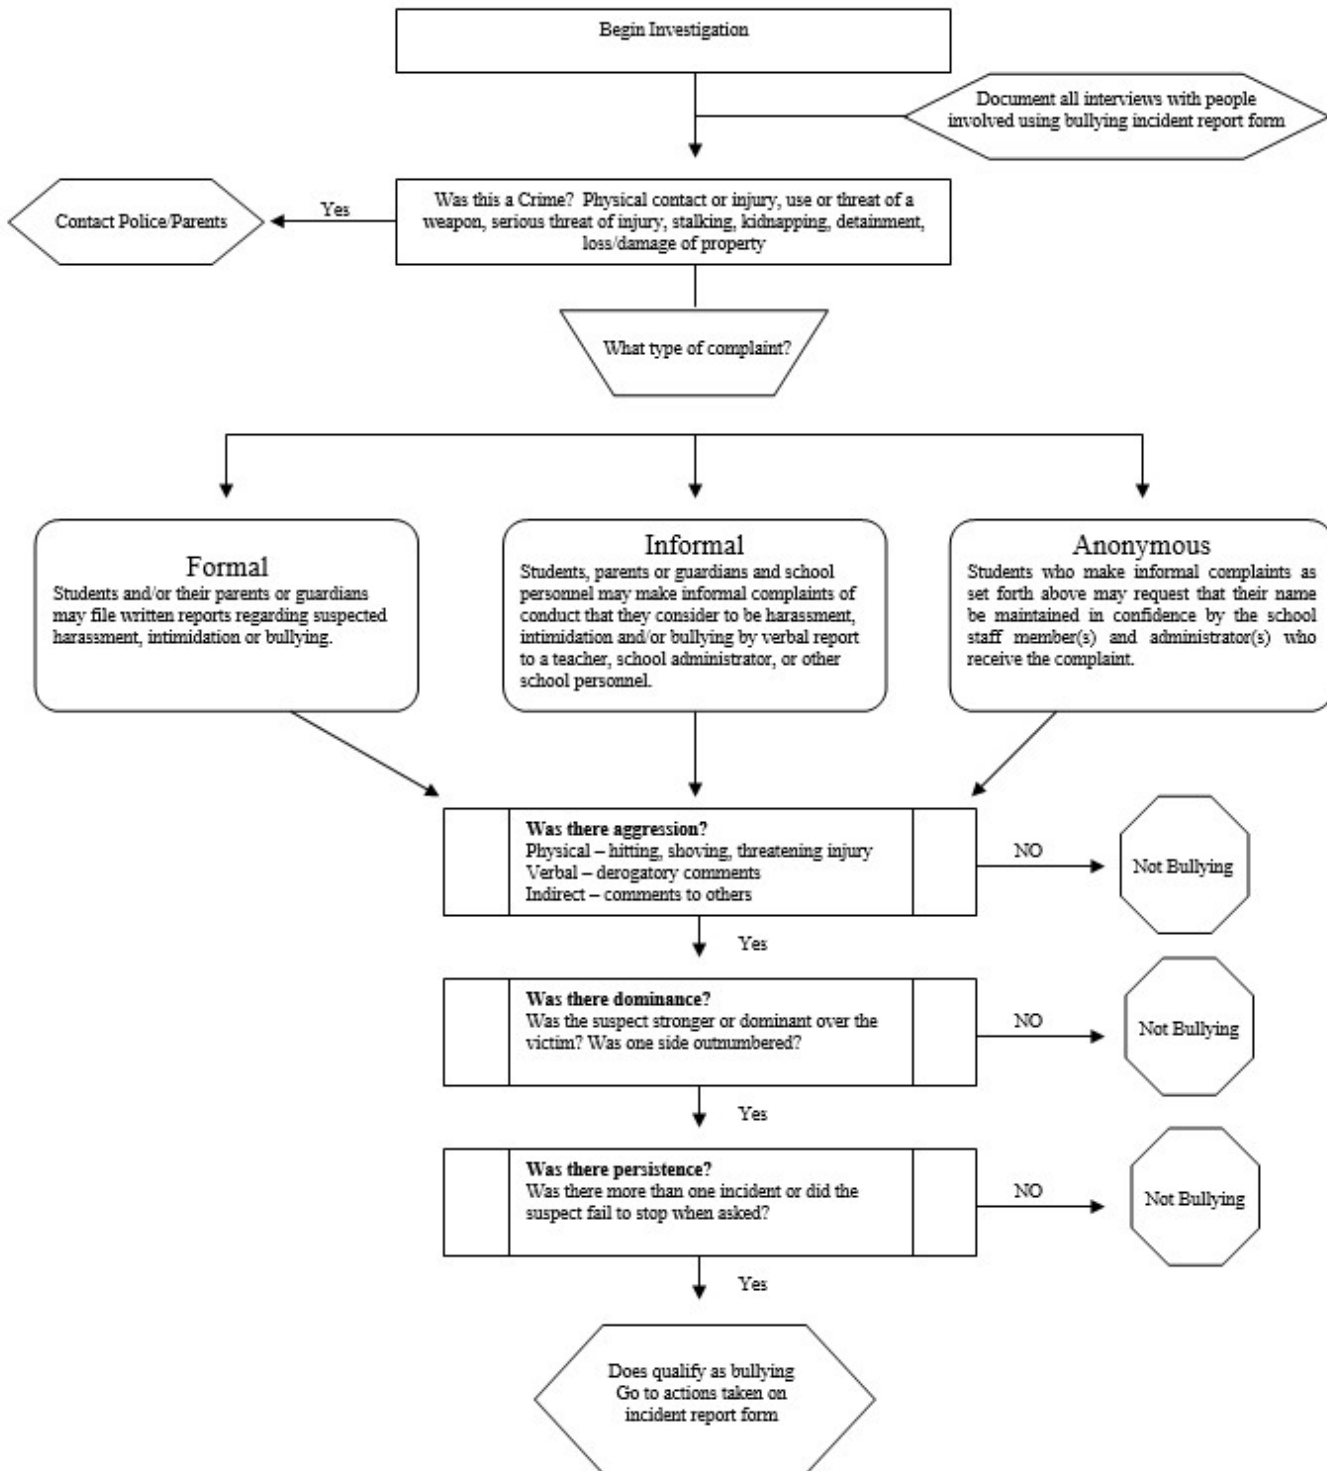 Begin Investigation
Document all interviews with people
involved using bullying incident report form
Was this a Crime? Physical contact or injury, use or threat of a
weapon, serious threat of injury, stalking, kidnapping, detainment,
loss/damage of property
Yes
Contact Police/Parents
What type of complaint?
Formal
Students and/or their parents or guardians
may file written reports regarding suspected
harassment, intimidation or bullying.
Informal
Students, parents or guardians and school
personnel may make informal complaints of
conduct that they consider to be harassment,
intimidation and/or bullying by verbal report
to a teacher, school administrator, or other
school personnel.
Anonymous
Students who make informal complaints as
set forth above may request that their name
be maintained in confidence by the school
staff member(s) and administrator(s) who
receive the complaint.
Was there aggression?
Physical – hitting, shoving, threatening injury
Verbal – derogatory comments
Indirect – comments to others
NO
Not Bullying
Yes
Was there dominance?
Was the suspect stronger or dominant over the
victim? Was one side outnumbered?
NO
Not Bullying
Yes
Was there persistence?
Was there more than one incident or did the
suspect fail to stop when asked?
NO
Not Bullying
Yes
Does qualify as bullying
Go to actions taken on
incident report form